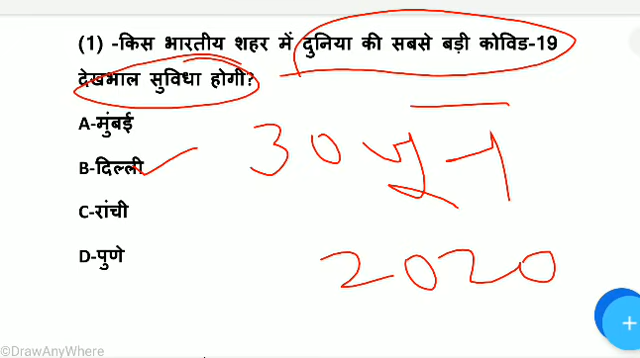 (1) -किस भारतीय शहर में दुनिया की सबसे बड़ी कोविड-19
देखभाल सुविधा होगी?
A-मुंबई
B-दिल्ली
C-रांची
D-पुणे
30 जून
2020
©DrawAnyWhere